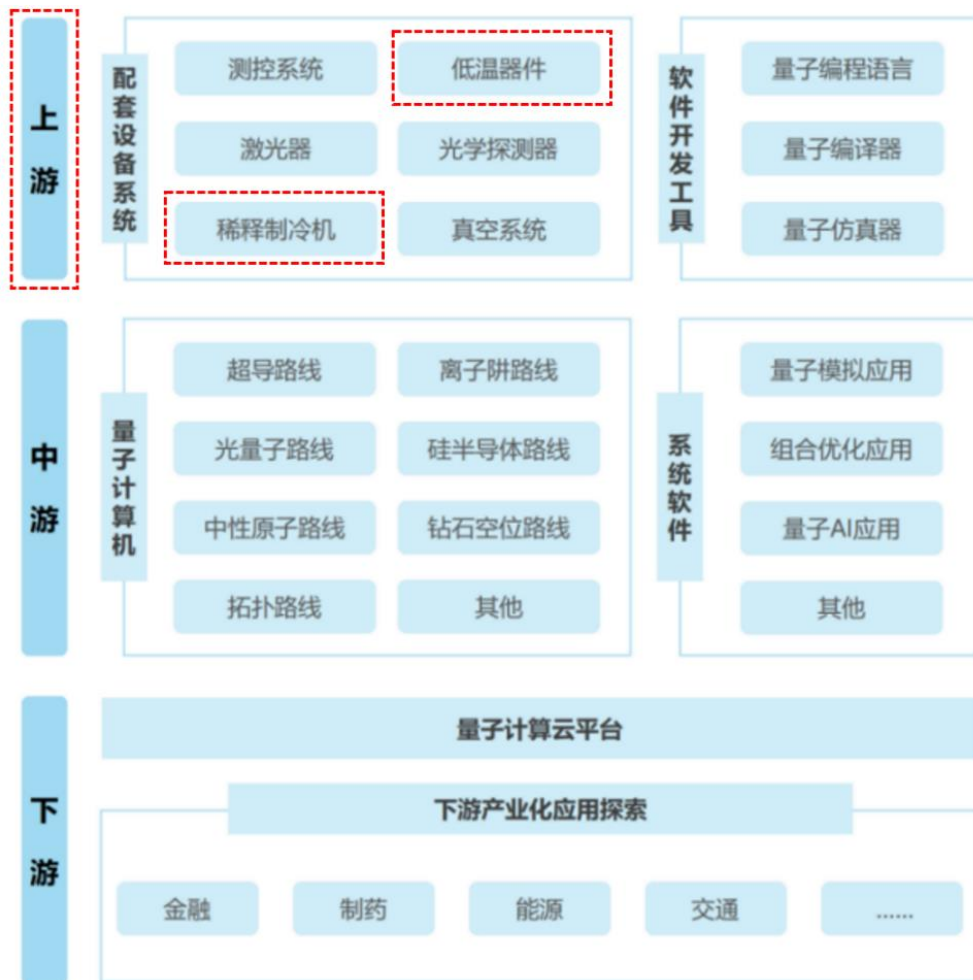 上游
配套设备系统
测控系统
低温器件
激光器
光学探测器
稀释制冷机
真空系统
软件开发工具
量子编程语言
量子编译器
量子仿真器
中游
量子计算机
超导路线
离子阱路线
光量子路线
硅半导体路线
中性原子路线
钻石空位路线
拓扑路线
其他
系统软件
量子模拟应用
组合优化应用
量子AI应用
其他
下游
量子计算云平台
下游产业化应用探索
金融
制药
能源
交通
......